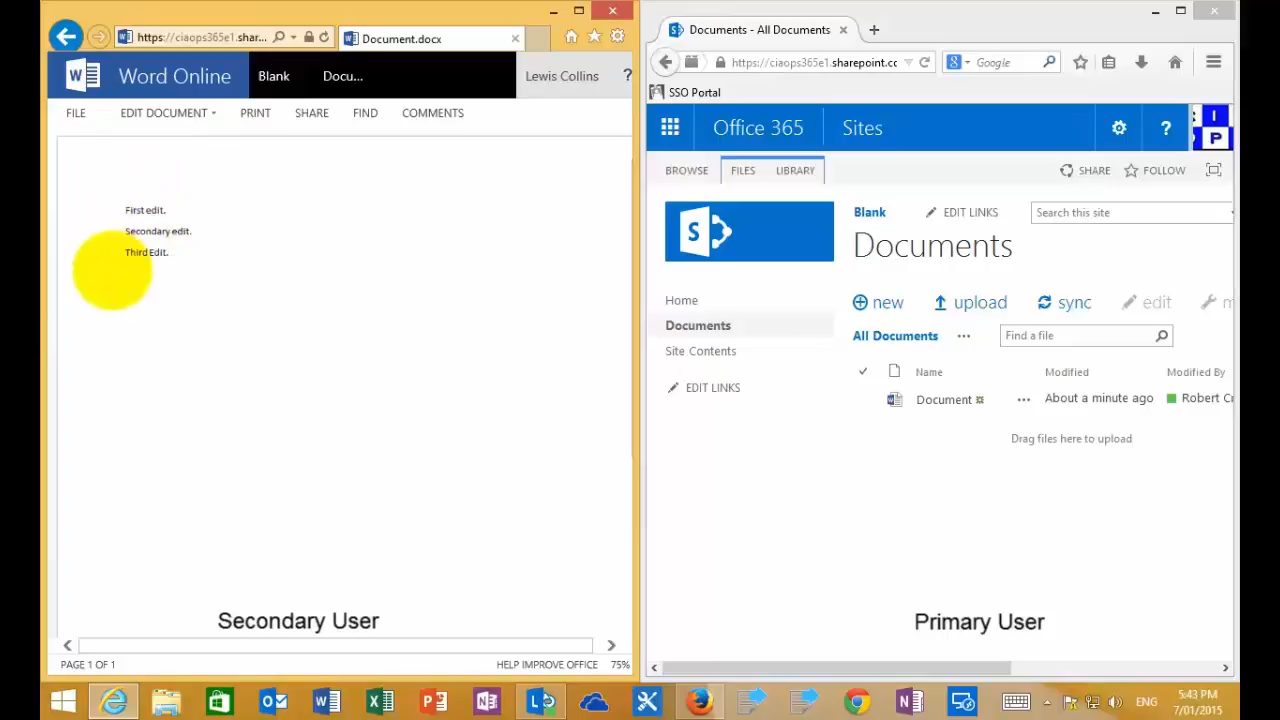 https://ciaops365e1.shar...
Document.docx
Word Online
Blank
Docu...
Lewis Collins
?
FILE
EDIT DOCUMENT
PRINT
SHARE
FIND
COMMENTS
First edit.
Secondary edit.
Third Edit.
Secondary User
PAGE 1 OF 1
HELP IMPROVE OFFICE
75%
Documents - All Documents
https://ciaops365e1.sharepoint.cc
Google
SSO Portal
Office 365
Sites
?
I
P
BROWSE
FILES
LIBRARY
SHARE
FOLLOW
S
Blank
EDIT LINKS
Search this site
Documents
Home
Documents
Site Contents
EDIT LINKS
new
upload
sync
edit
m
All Documents
...
Find a file
Name
Modified
Modified By
Document
...
About a minute ago
Robert Cr
Drag files here to upload
Primary User
ENG
5:43 PM
7/01/2015